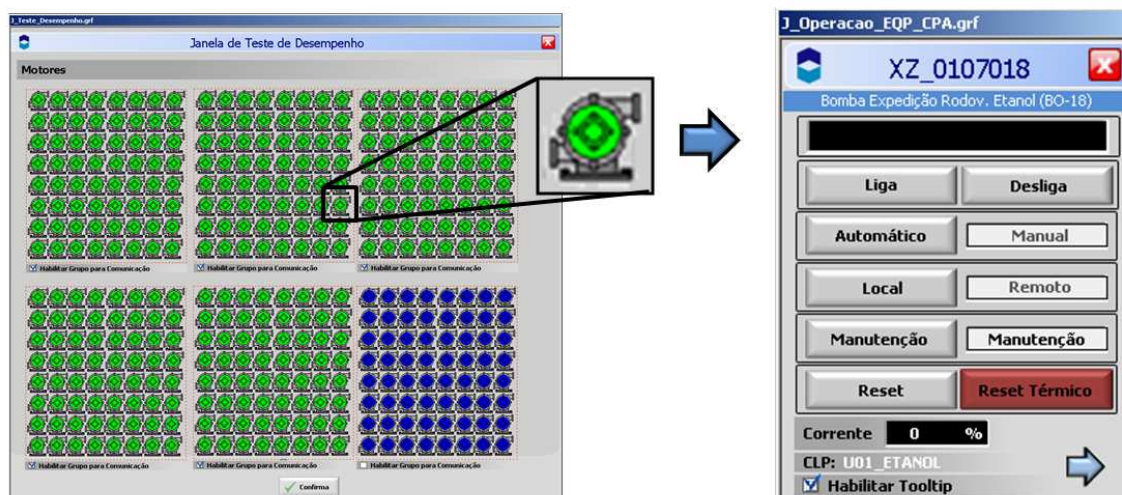 J_Teste_Desempenho.grf
Janela de Teste de Desempenho
Motores
Habilitar Grupo para Comunicação
Habilitar Grupo para Comunicação
Habilitar Grupo para Comunicação
Habilitar Grupo para Comunicação
Habilitar Grupo para Comunicação
Habilitar Grupo para Comunicação
Confirma
J_Operacao_EQP_CPA.grf
XZ_0107018
Bomba Expedição Rodov. Etanol (BO-18)
Liga Desliga
Automático Manual
Local Remoto
Manutenção Manutenção
Reset Reset Térmico
Corrente 0 %
CLP: U01_ETANOL
Habilitar Tooltip